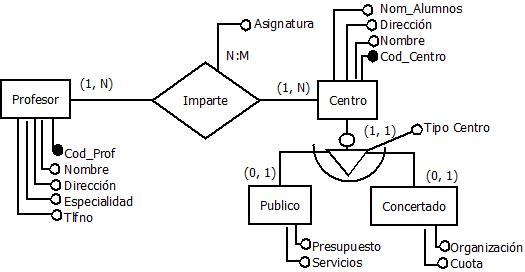 Nom_Alumnos
Asignatura
Dirección
Nombre
N:M
Cod_Centro
Profesor
(1, N)
Imparte
(1, N)
Centro
(1, 1)
Tipo Centro
Cod_Prof
Nombre
Dirección
Especialidad
Tlfno
(0, 1)
(0, 1)
Publico
Concertado
Presupuesto
Servicios
Organización
Cuota